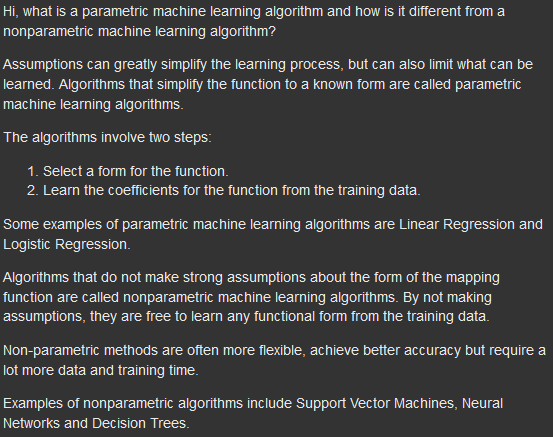 Hi, what is a parametric machine learning algorithm and how is it different from a
nonparametric machine learning algorithm?
Assumptions can greatly simplify the learning process, but can also limit what can be
learned. Algorithms that simplify the function to a known form are called parametric
machine learning algorithms.
The algorithms involve two steps:
1. Select a form for the function.
2. Learn the coefficients for the function from the training data.
Some examples of parametric machine learning algorithms are Linear Regression and
Logistic Regression.
Algorithms that do not make strong assumptions about the form of the mapping
function are called nonparametric machine learning algorithms. By not making
assumptions, they are free to learn any functional form from the training data.
Non-parametric methods are often more flexible, achieve better accuracy but require a
lot more data and training time.
Examples of nonparametric algorithms include Support Vector Machines, Neural
Networks and Decision Trees.